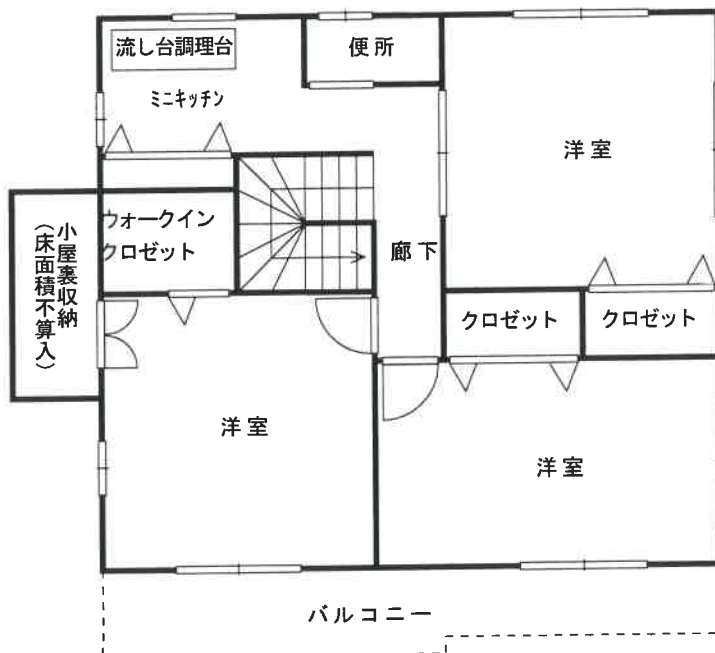 流し台調理台
便所
ミニキッチン
洋室
ウォークイン
クロゼット
小屋裏収納
(床面積不算入)
廊下
クロゼット
クロゼット
洋室
洋室
バルコニー